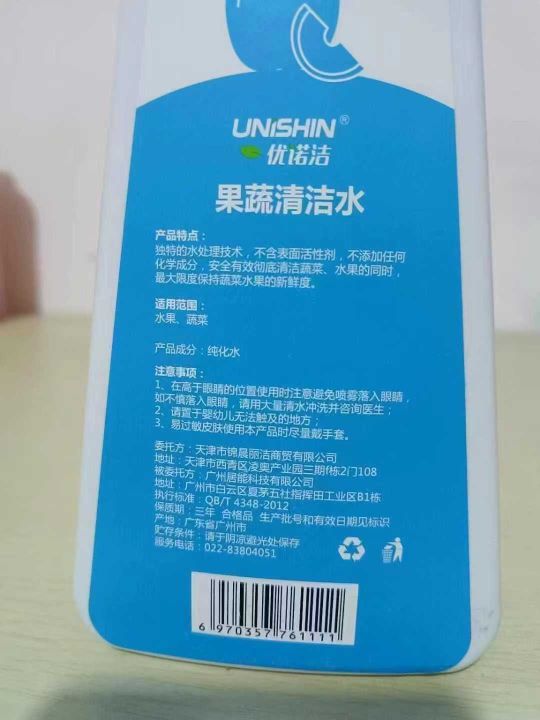 UNiSHIN®
优诺洁
果蔬清洁水
产品特点：
独特的水处理技术，不含表面活性剂，不添加任何
化学成分，安全有效彻底清洁蔬菜、水果的同时，
最大限度保持蔬菜水果的新鲜度。
适用范围：
水果、蔬菜
产品成分：纯化水
注意事项：
1、在高于眼睛的位置使用时注意避免喷雾落入眼睛，
如不慎落入眼睛，请用大量清水冲洗并咨询医生；
2、请置于婴幼儿无法触及的地方；
3、易过敏皮肤使用本产品时尽量戴手套。
委托方：天津市锦晨丽洁商贸有限公司
地址：天津市西青区凌奥产业园三期f栋2门108
被委托方：广州居能科技有限公司
地址：广州市白云区夏茅五社指挥田工业区B1栋
执行标准：QB/T 4348-2012
保质期：三年 合格品 生产批号和有效日期见标识
产地：广东省广州市
贮存条件：请于阴凉避光处保存
服务电话：022-83804051
6 970357 761111